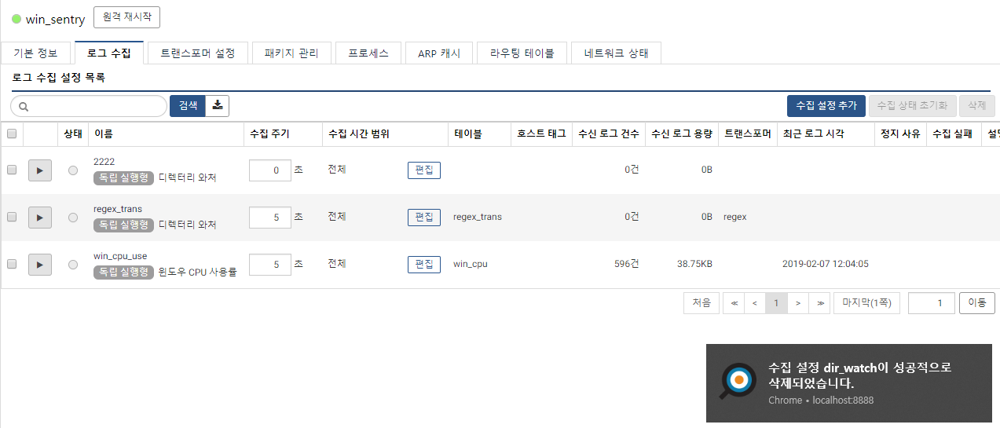 win_sentry 원격 재시작
기본 정보 로그 수집 트랜스포머 설정 패키지 관리 프로세스 ARP 캐시 라우팅 테이블 네트워크 상태
로그 수집 설정 목록
검색 수집 설정 추가 수집 상태 초기화 삭제
상태 이름 수집 주기 수집 시간 범위 테이블 호스트 태그 수신 로그 건수 수신 로그 용량 트랜스포머 최근 로그 시각 정지 사유 수집 실패
2222
독립 실행형 디렉터리 와처 0 초 전체 편집 0건 0B
regex_trans
독립 실행형 디렉터리 와처 5 초 전체 편집 regex_trans 0건 0B regex
win_cpu_use
독립 실행형 윈도우 CPU 사용률 5 초 전체 편집 win_cpu 596건 38.75KB 2019-02-07 12:04:05
처음 ≪ < 1 > ≫ 마지막(1쪽) 1 이동
수집 설정 dir_watch이 성공적으로
삭제되었습니다.
Chrome • localhost:8888